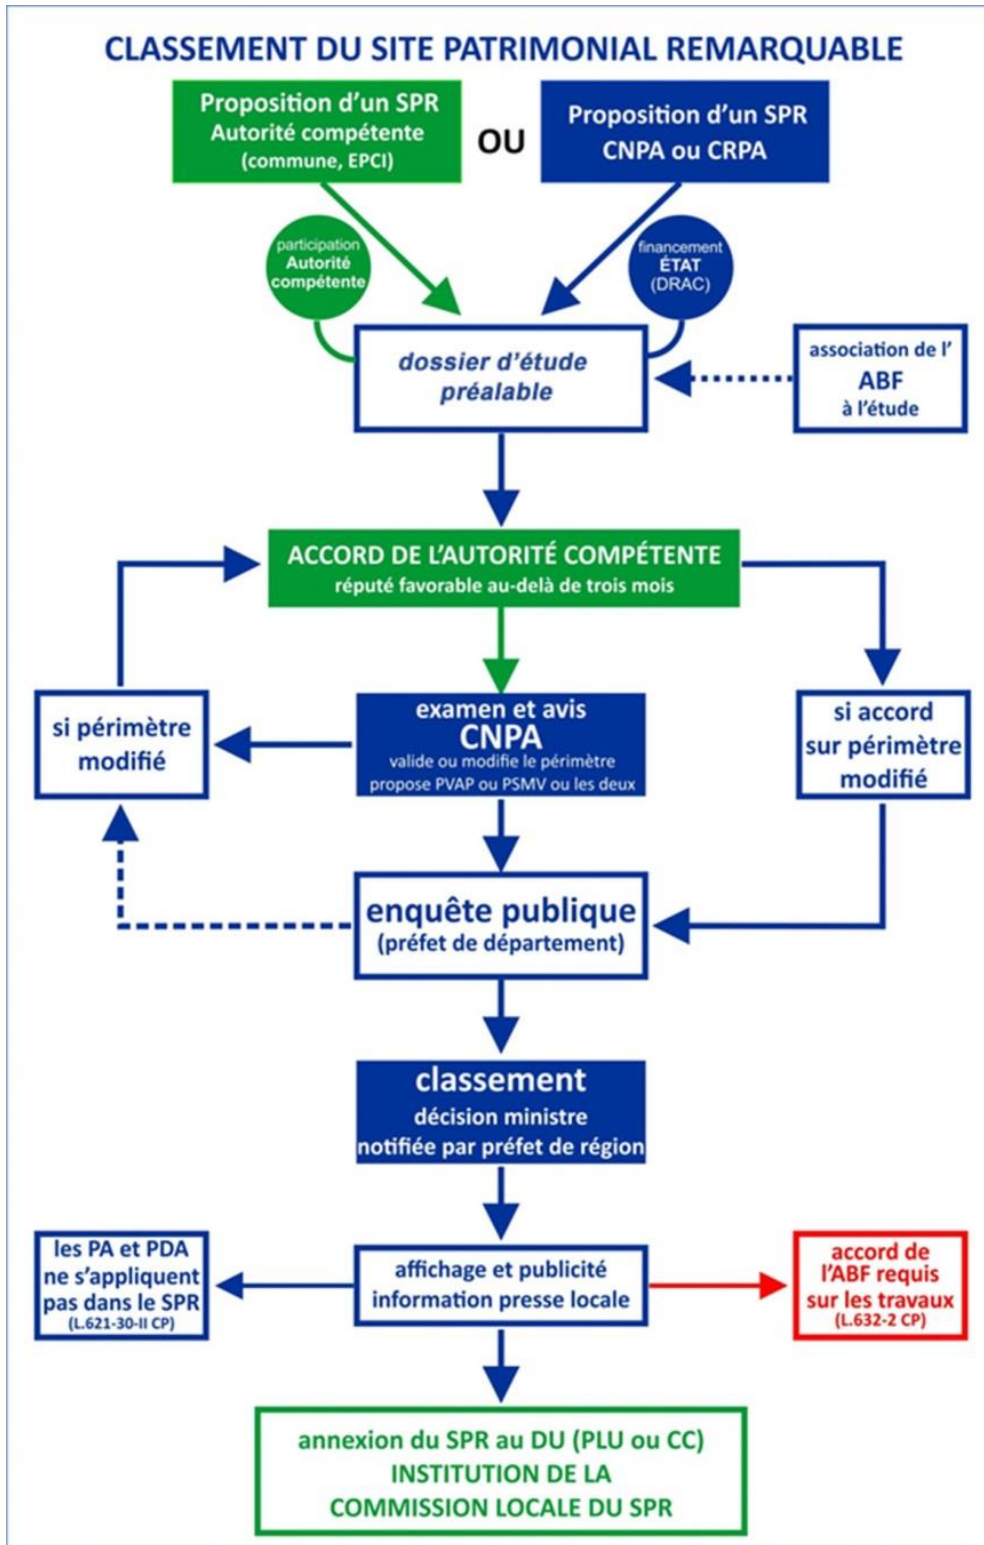 CLASSEMENT DU SITE PATRIMONIAL REMARQUABLE
Proposition d’un SPR
Autorité compétente
(commune, EPCI)
OU
Proposition d’un SPR
CNPA ou CRPA
participation
Autorité
compétente
financement
ÉTAT
(DRAC)
dossier d’étude
préalable
association de l’
ABF
à l’étude
ACCORD DE L’AUTORITÉ COMPÉTENTE
réputé favorable au-delà de trois mois
si périmètre
modifié
examen et avis
CNPA
valide ou modifie le périmètre
propose PVAP ou PSMV ou les deux
si accord
sur périmètre
modifié
enquête publique
(préfet de département)
classement
décision ministre
notifiée par préfet de région
les PA et PDA
ne s’appliquent
pas dans le SPR
(L.621-30-II CP)
affichage et publicité
information presse locale
accord de
l’ABF requis
sur les travaux
(L.632-2 CP)
annexion du SPR au DU (PLU ou CC)
INSTITUTION DE LA
COMMISSION LOCALE DU SPR